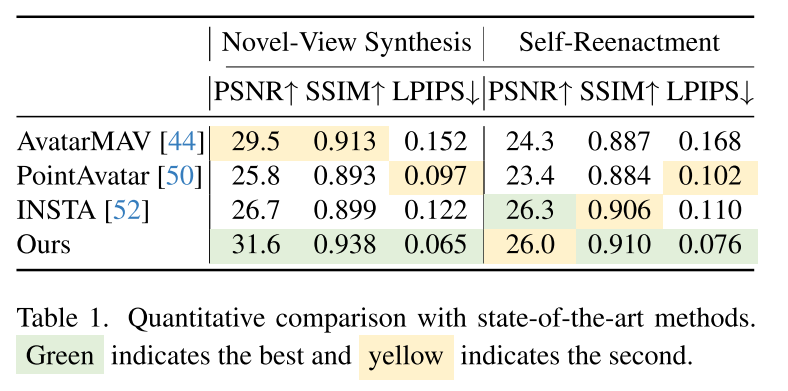 Novel-View Synthesis Self-Reenactment
PSNR↑ SSIM↑ LPIPS↓ PSNR↑ SSIM↑ LPIPS↓
AvatarMAV [44] 29.5 0.913 0.152 24.3 0.887 0.168
PointAvatar [50] 25.8 0.893 0.097 23.4 0.884 0.102
INSTA [52] 26.7 0.899 0.122 26.3 0.906 0.110
Ours 31.6 0.938 0.065 26.0 0.910 0.076
Table 1. Quantitative comparison with state-of-the-art methods.
Green indicates the best and yellow indicates the second.